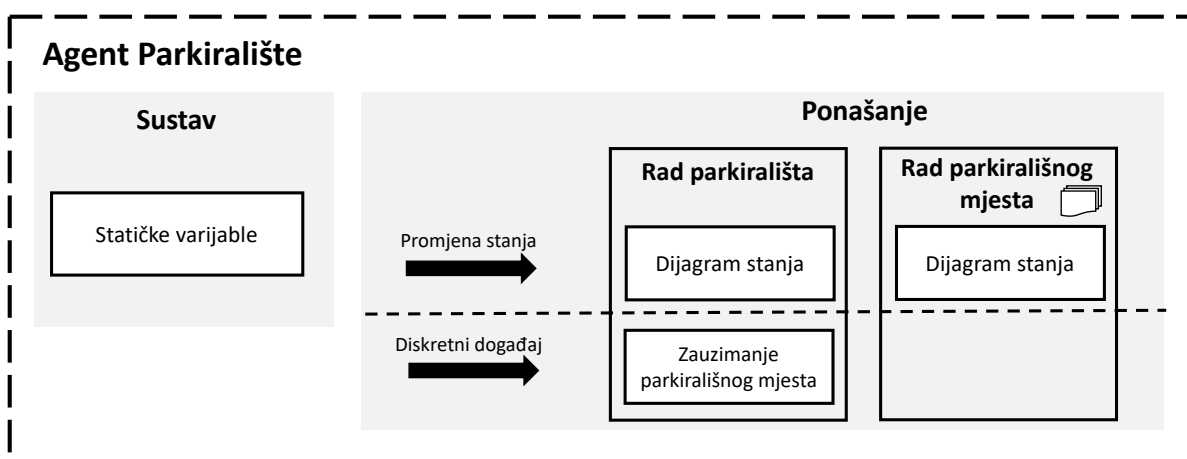 Agent Parkiralište
Sustav
Statičke varijable
Ponašanje
Rad parkirališta
Rad parkirališnog
mjesta
Promjena stanja
Dijagram stanja
Dijagram stanja
Diskretni događaj
Zauzimanje
parkirališnog mjesta